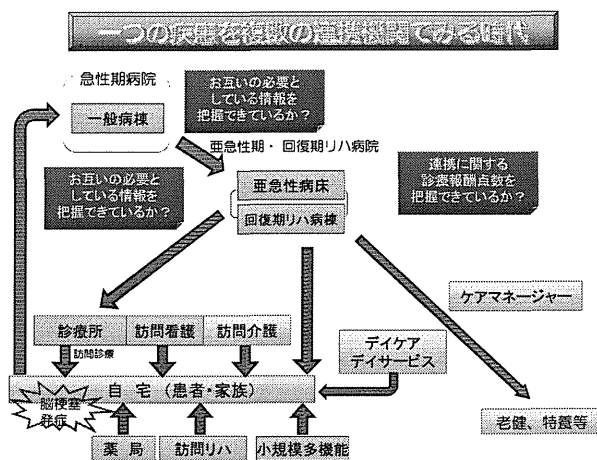 一つの疾患を複数の連携機関でみる時代
急性期病院
一般病棟
お互いの必要と
している情報を
把握できているか?
亜急性期・回復期リハ病院
お互いの必要と
している情報を
把握できているか?
亜急性病床
回復期リハ病棟
連携に関する
診療報酬点数を
把握できているか?
ケアマネージャー
診療所
訪問看護
訪問介護
訪問診療
デイケア
デイサービス
自宅(患者・家族)
脳梗塞
発症
薬局
訪問リハ
小規模多機能
老健、特養等